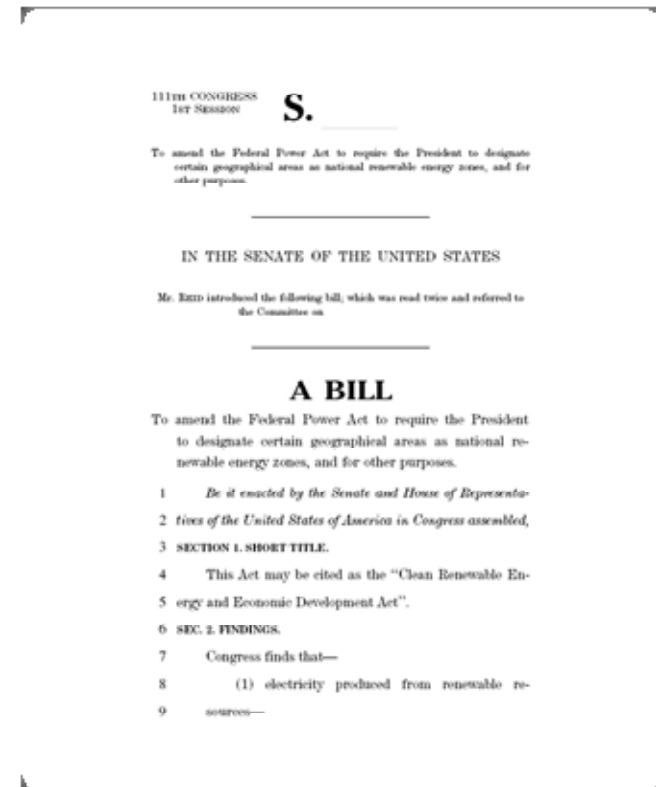 111TH CONGRESS
1ST SESSION
S.
To amend the Federal Power Act to require the President to designate
certain geographical areas as national renewable energy zones, and for
other purposes.
IN THE SENATE OF THE UNITED STATES
Mr. REID introduced the following bill; which was read twice and referred to
the Committee on
A BILL
To amend the Federal Power Act to require the President
to designate certain geographical areas as national re-
newable energy zones, and for other purposes.
1 Be it enacted by the Senate and House of Representa-
2 tives of the United States of America in Congress assembled,
3 SECTION 1. SHORT TITLE.
4 This Act may be cited as the “Clean Renewable En-
5 ergy and Economic Development Act”.
6 SEC. 2. FINDINGS.
7 Congress finds that—
8 (1) electricity produced from renewable re-
9 sources—